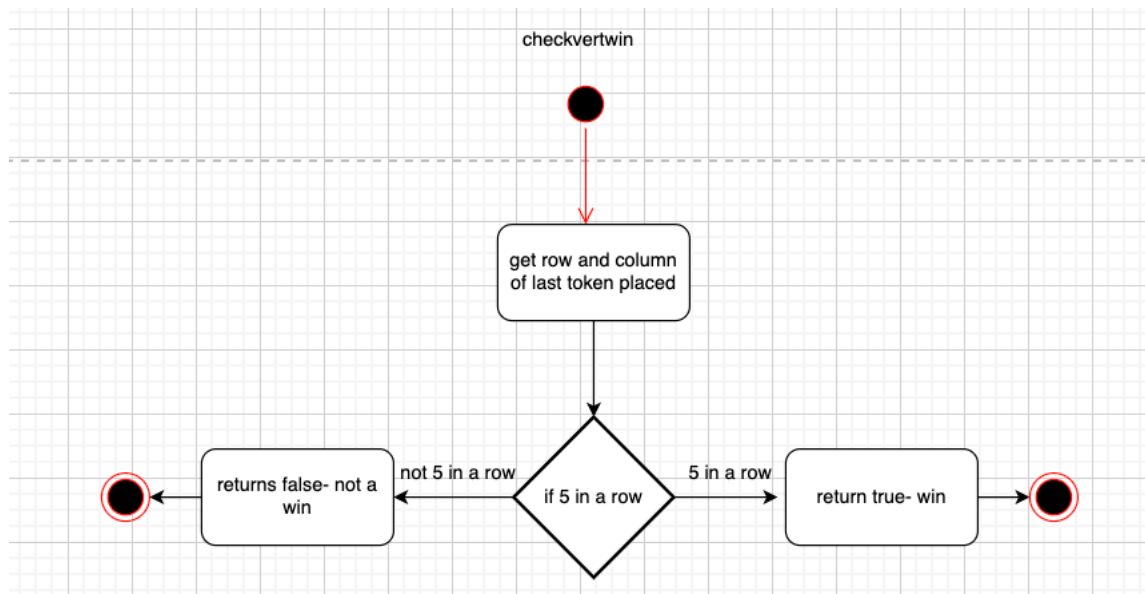 checkvertwin
get row and column
of last token placed
not 5 in a row
5 in a row
returns false- not a
win
if 5 in a row
return true- win